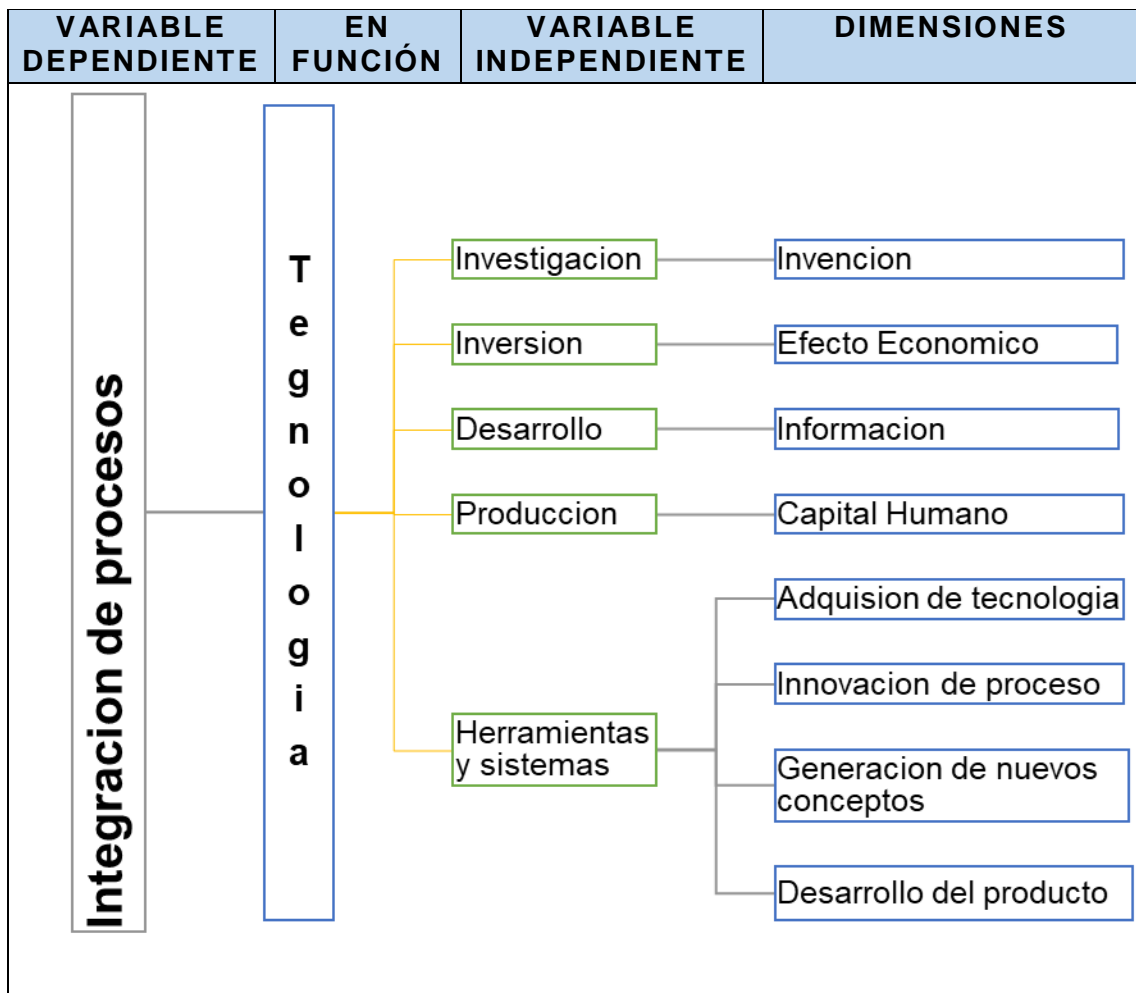 VARIABLE DEPENDIENTE
EN FUNCIÓN
VARIABLE INDEPENDIENTE
DIMENSIONES
Integracion de procesos
Tegnologia
Investigacion
Invencion
Inversion
Efecto Economico
Desarrollo
Informacion
Produccion
Capital Humano
Herramientas
y sistemas
Adquision de tecnologia
Innovacion de proceso
Generacion de nuevos
conceptos
Desarrollo del producto